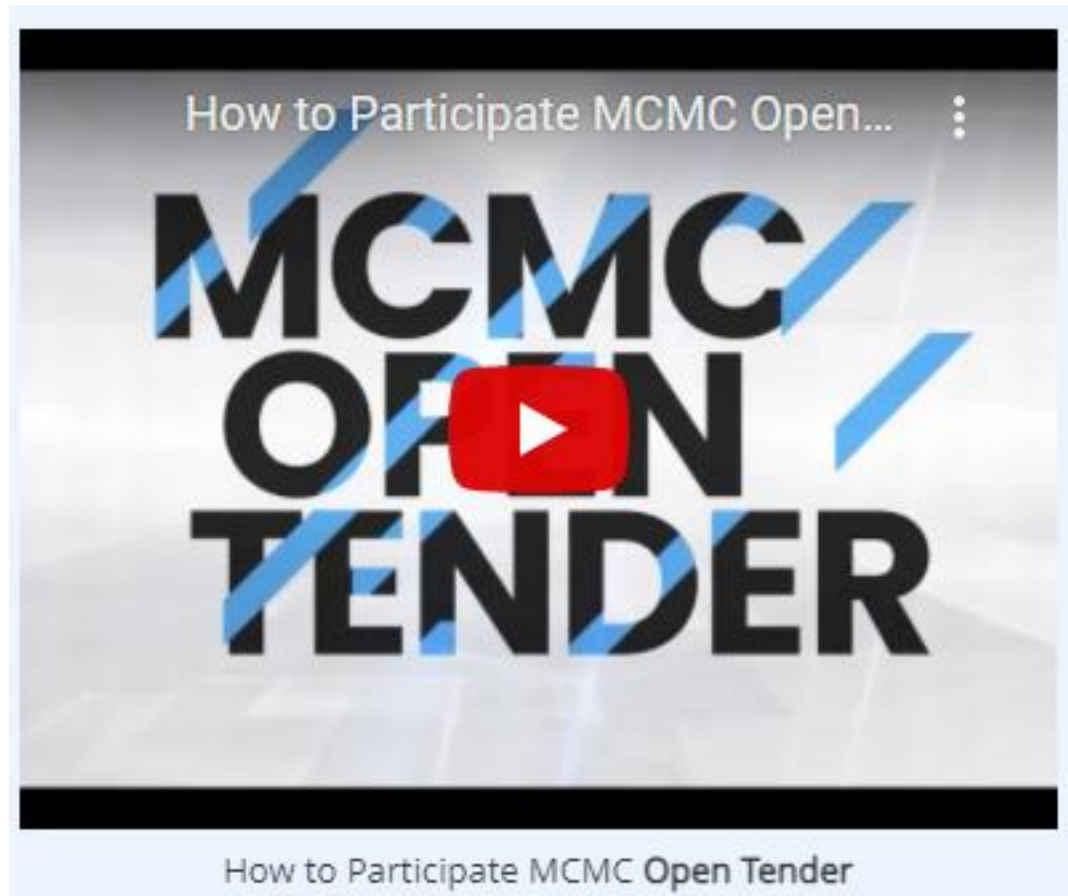 How to Participate MCMC Open...
MCMC
OPEN
TENDER
How to Participate MCMC Open Tender